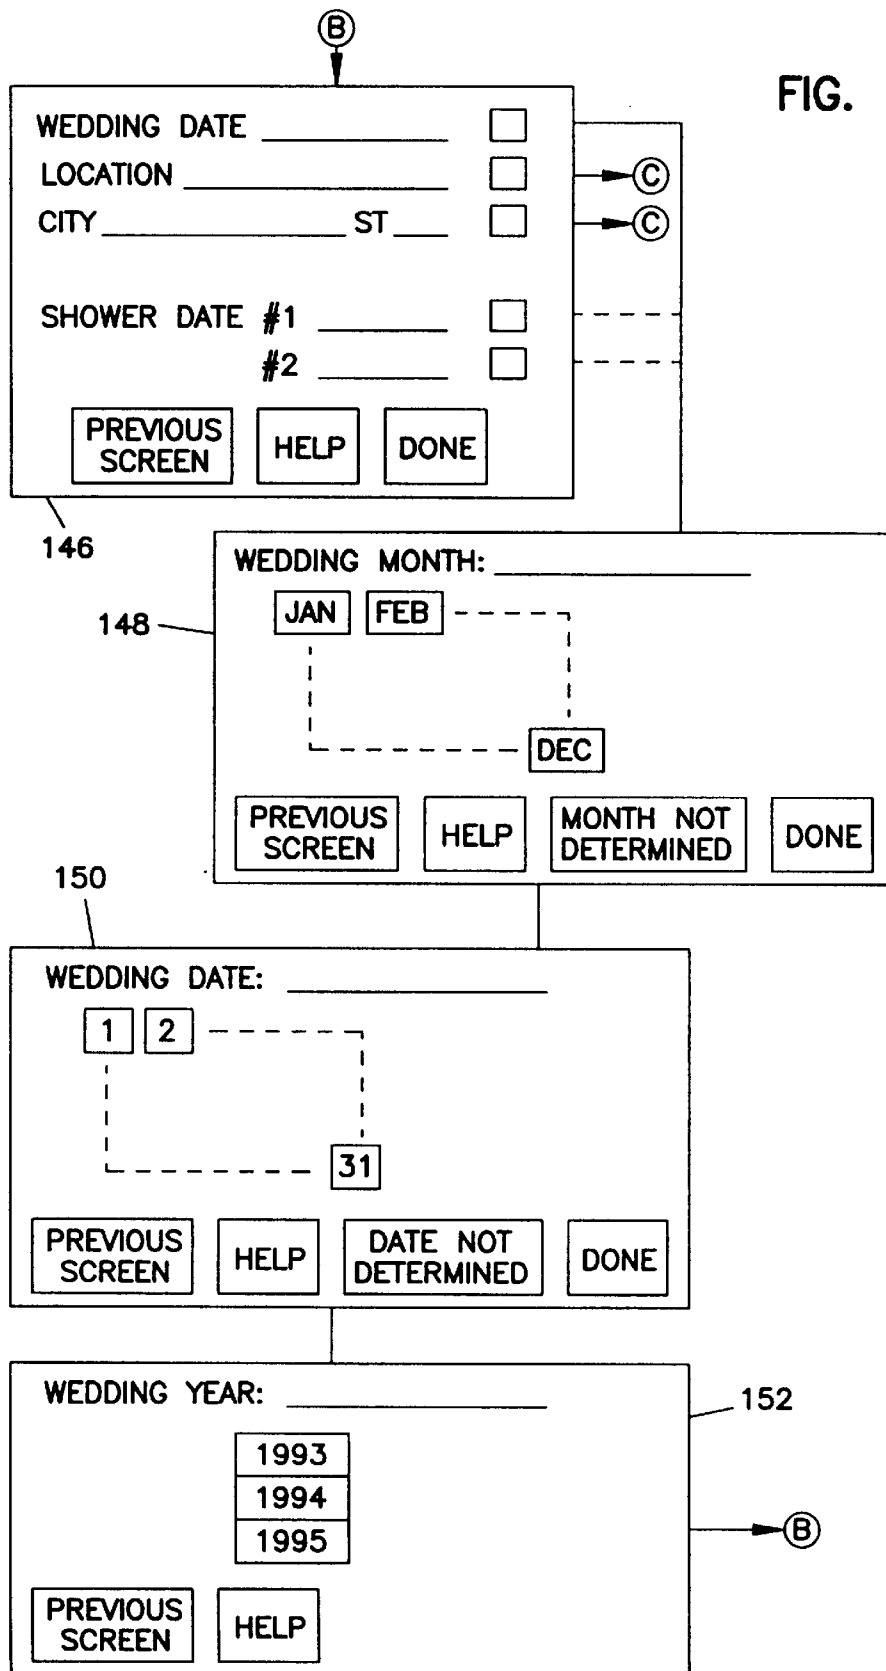 B
FIG.
WEDDING DATE
LOCATION
C
CITY ST
C
SHOWER DATE #1
#2
PREVIOUS
SCREEN
HELP
DONE
146
WEDDING MONTH:
JAN FEB
148
DEC
PREVIOUS
SCREEN
HELP
MONTH NOT
DETERMINED
DONE
150
WEDDING DATE:
1 2
31
PREVIOUS
SCREEN
HELP
DATE NOT
DETERMINED
DONE
WEDDING YEAR:
152
1993
1994
1995
B
PREVIOUS
SCREEN
HELP